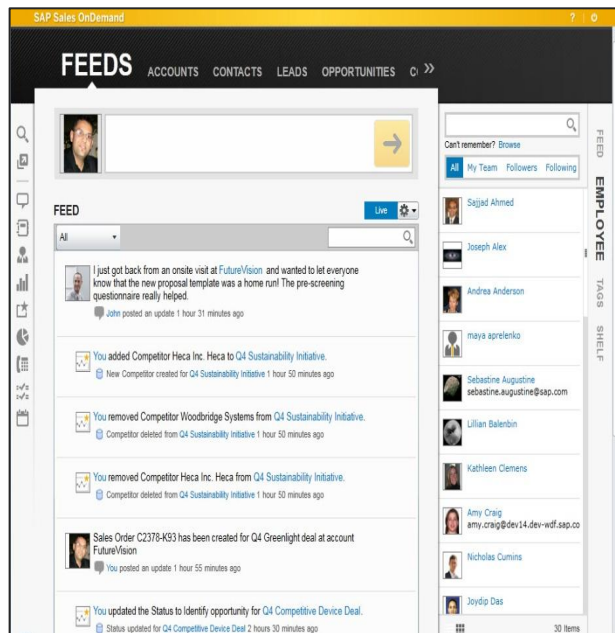 SAP Sales OnDemand
?
FEEDS ACCOUNTS CONTACTS LEADS OPPORTUNITIES »
FEED
Live
All
I just got back from an onsite visit at FutureVision and wanted to let everyone
know that the new proposal template was a home run! The pre-screening
questionnaire really helped.
John posted an update 1 hour 31 minutes ago
You added Competitor Heca Inc. Heca to Q4 Sustainability Initiative.
New Competitor created for Q4 Sustainability Initiative 1 hour 50 minutes ago
You removed Competitor Woodbridge Systems from Q4 Sustainability Initiative.
Competitor deleted from Q4 Sustainability Initiative 1 hour 50 minutes ago
You removed Competitor Heca Inc. Heca from Q4 Sustainability Initiative.
Competitor deleted from Q4 Sustainability Initiative 1 hour 50 minutes ago
Sales Order C2378-K93 has been created for Q4 Greenlight deal at account
FutureVision
You posted an update 1 hour 55 minutes ago
You updated the Status to Identify opportunity for Q4 Competitive Device Deal.
Status updated for Q4 Competitive Device Deal 2 hours 30 minutes ago
Can't remember? Browse
All My Team Followers Following
Sajjad Ahmed
Joseph Alex
Andrea Anderson
maya aprelenko
Sebastine Augustine
sebastine.augustine@sap.com
Lillian Balenbin
Kathleen Clemens
Amy Craig
amy.craig@dev14.dev-wdf.sap.co
Nicholas Cumins
Joydip Das
30 Items
FEED
EMPLOYEE
TAGS
SHELF